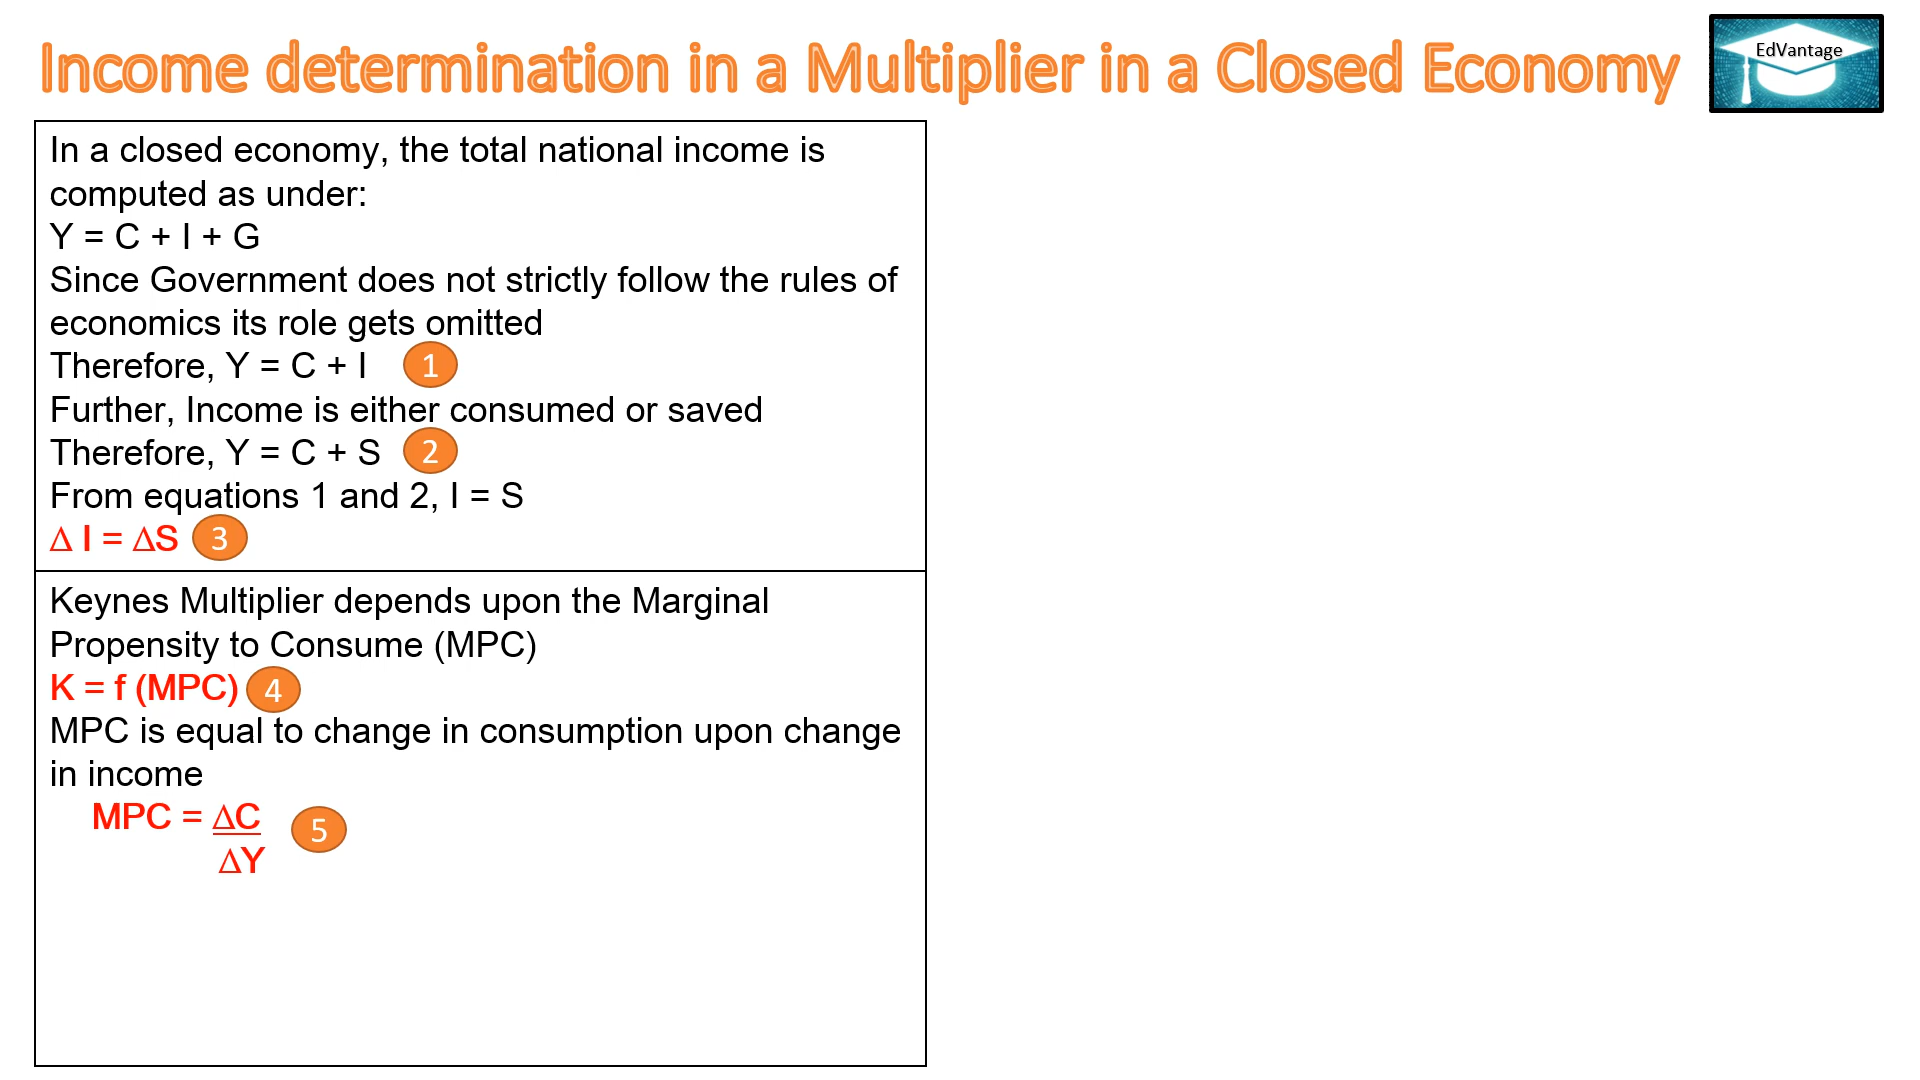 Income determination in a Multiplier in a Closed Economy
EdVantage
In a closed economy, the total national income is
computed as under:
Y = C + I + G
Since Government does not strictly follow the rules of
economics its role gets omitted
Therefore, Y = C + I 1
Further, Income is either consumed or saved
Therefore, Y = C + S 2
From equations 1 and 2, I = S
∆ I = ∆S 3
Keynes Multiplier depends upon the Marginal
Propensity to Consume (MPC)
K = f (MPC) 4
MPC is equal to change in consumption upon change
in income
MPC = ∆C 5
∆Y